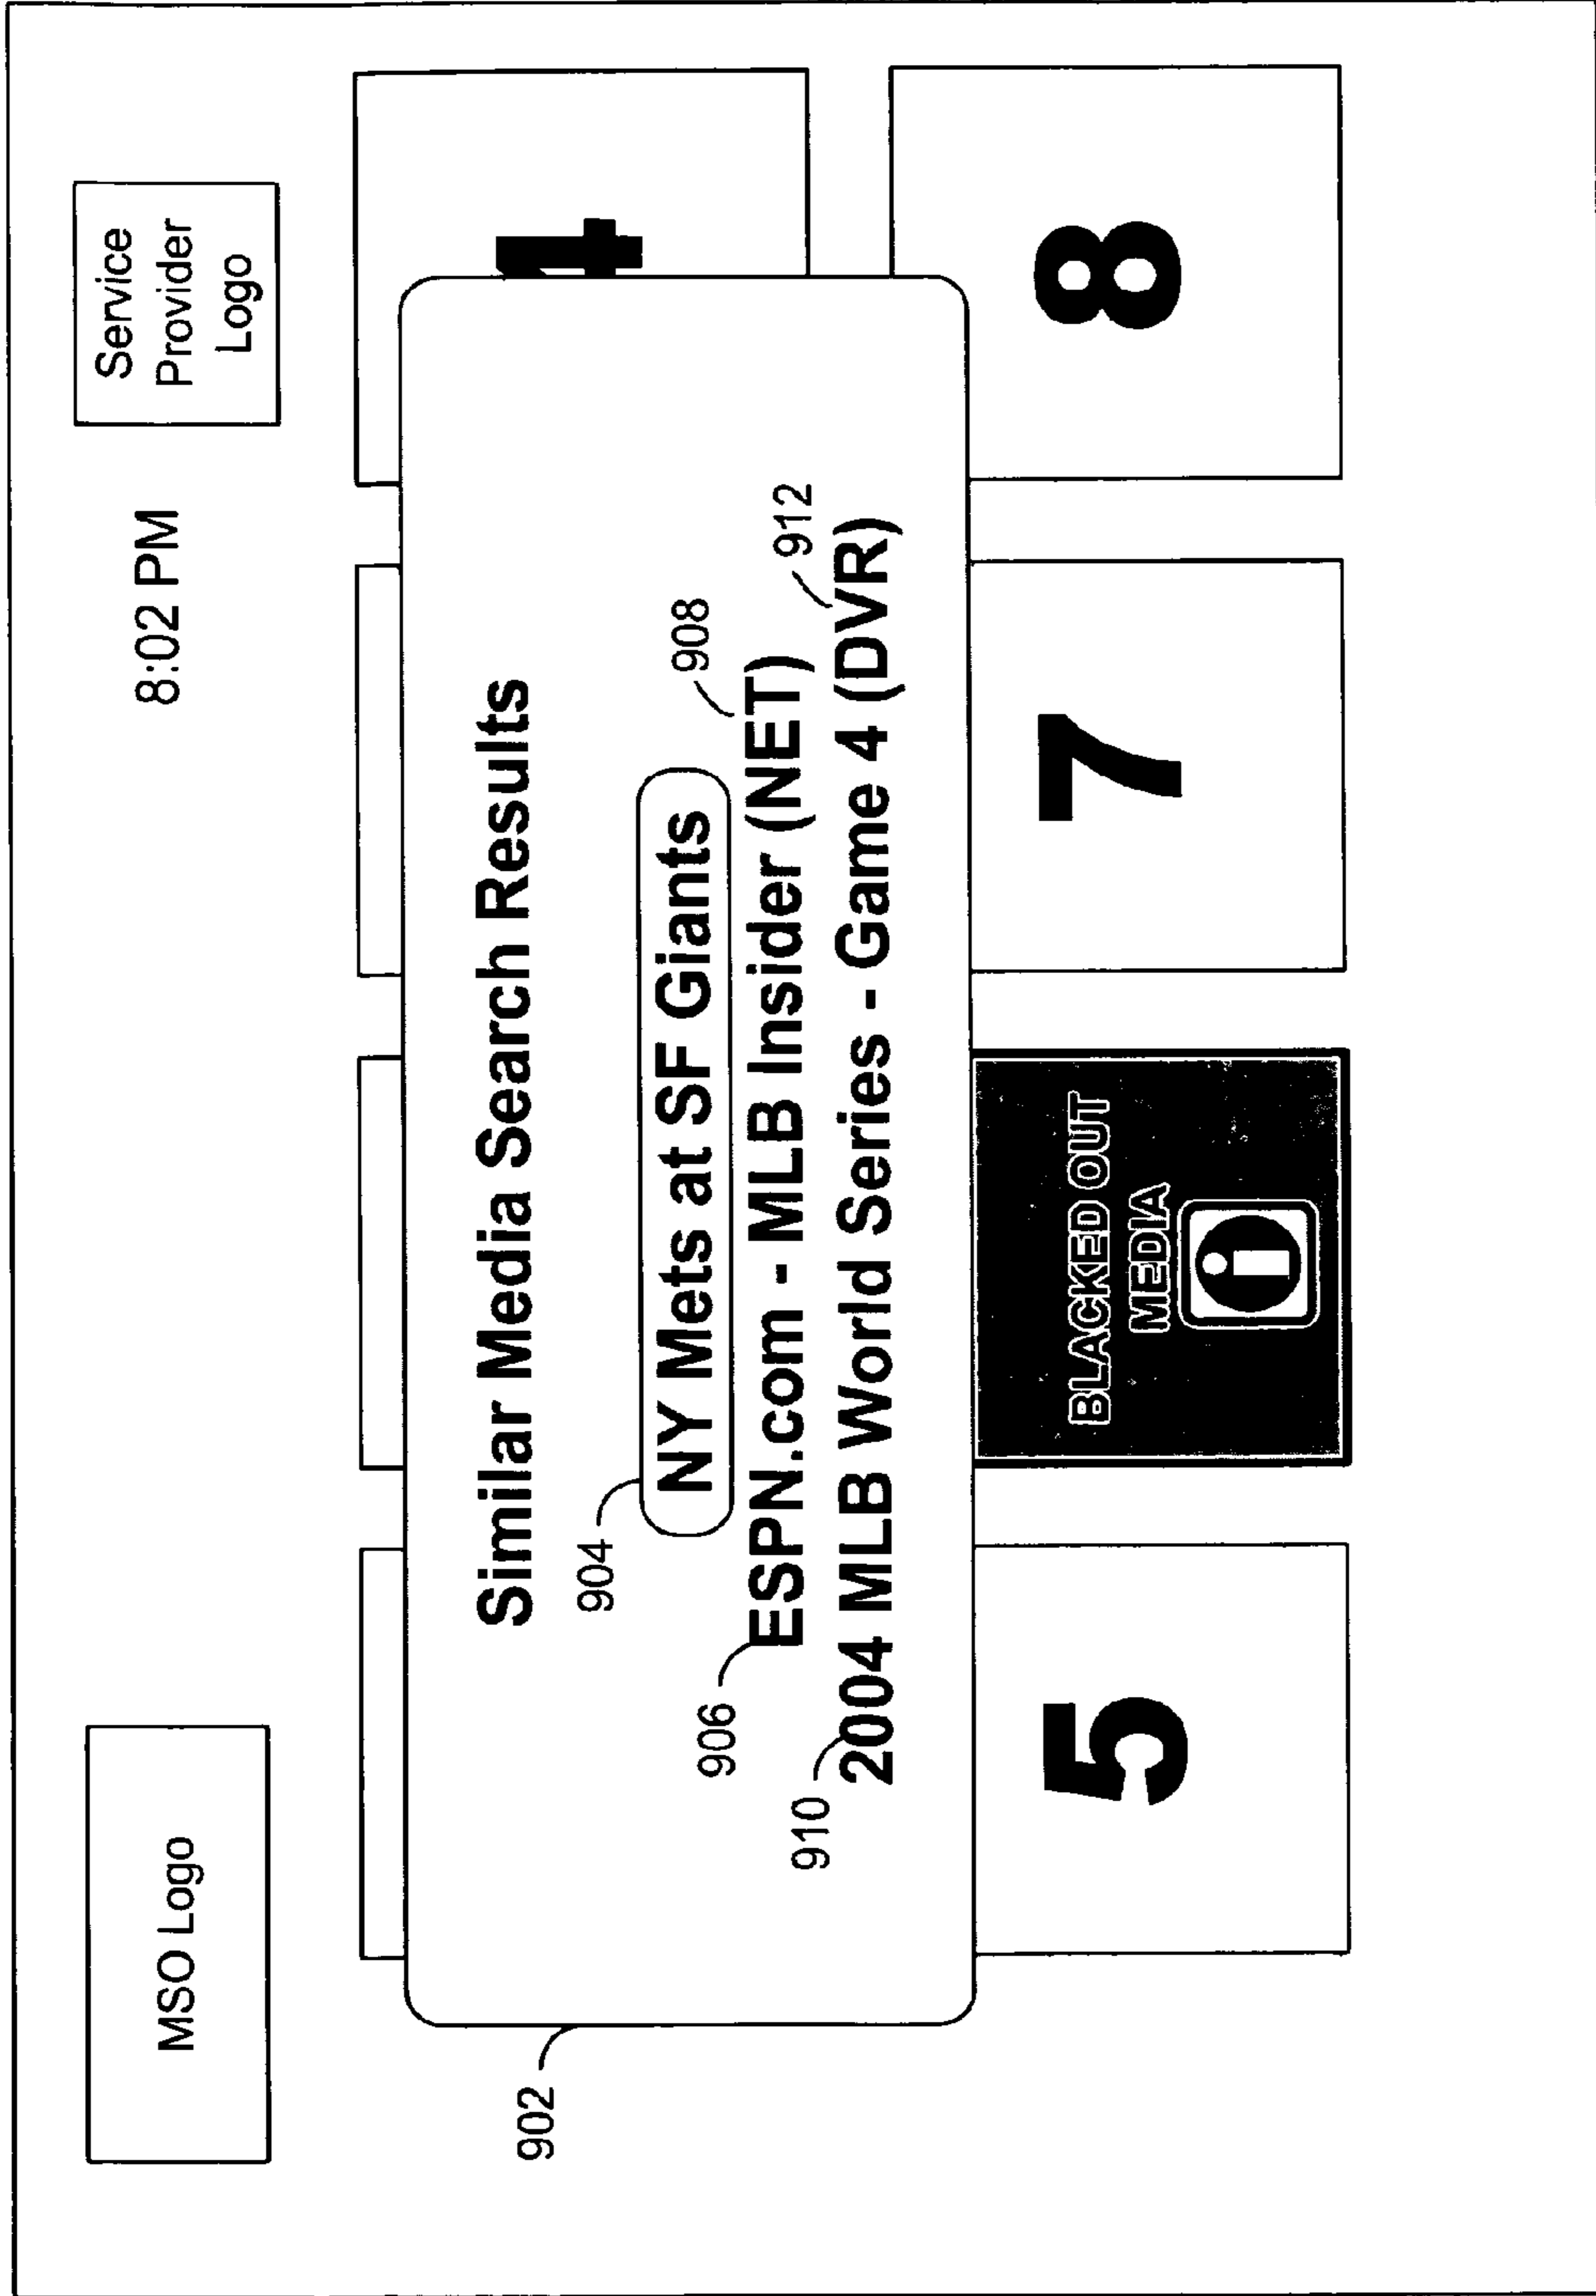 MSO Logo
8:02 PM
Service
Provider
Logo
902
Similar Media Search Results
904
NY Mets at SF Giants
908
906
ESPN.com - MLB Insider (NET)
912
910
2004 MLB World Series - Game 4 (DVR)
4
5
BLACKED OUT
MEDIA
i
7
8